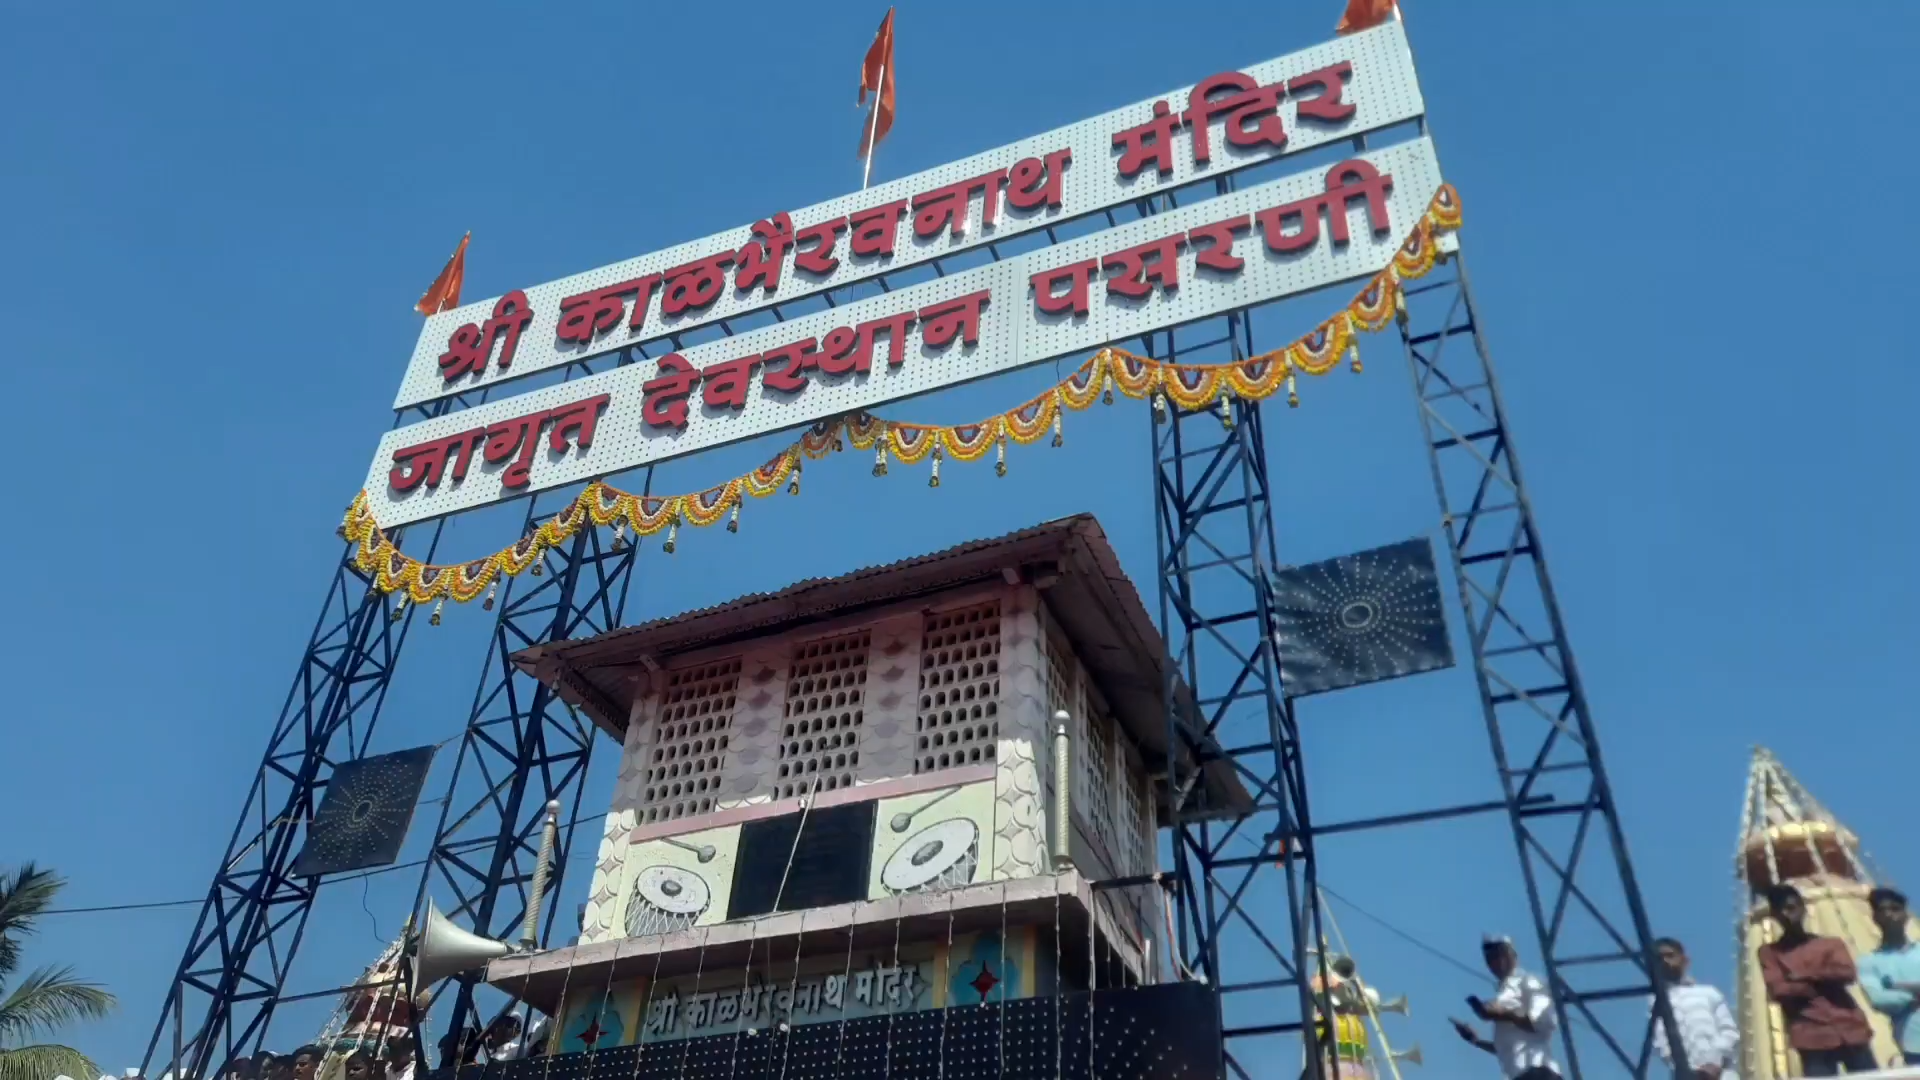 श्री काळभैरवनाथ मंदिर
जागृत देवस्थान पसरणी
श्री काळभैरवनाथ मंदिर